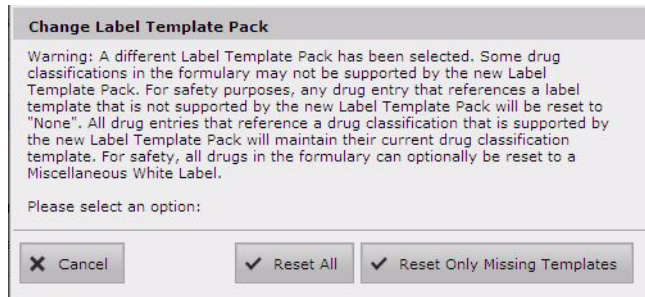 Change Label Template Pack
Warning: A different Label Template Pack has been selected. Some drug
classifications in the formulary may not be supported by the new Label
Template Pack. For safety purposes, any drug entry that references a label
template that is not supported by the new Label Template Pack will be reset to
"None". All drug entries that reference a drug classification that is supported by
the new Label Template Pack will maintain their current drug classification
template. For safety, all drugs in the formulary can optionally be reset to a
Miscellaneous White Label.
Please select an option:
Cancel
Reset All
Reset Only Missing Templates